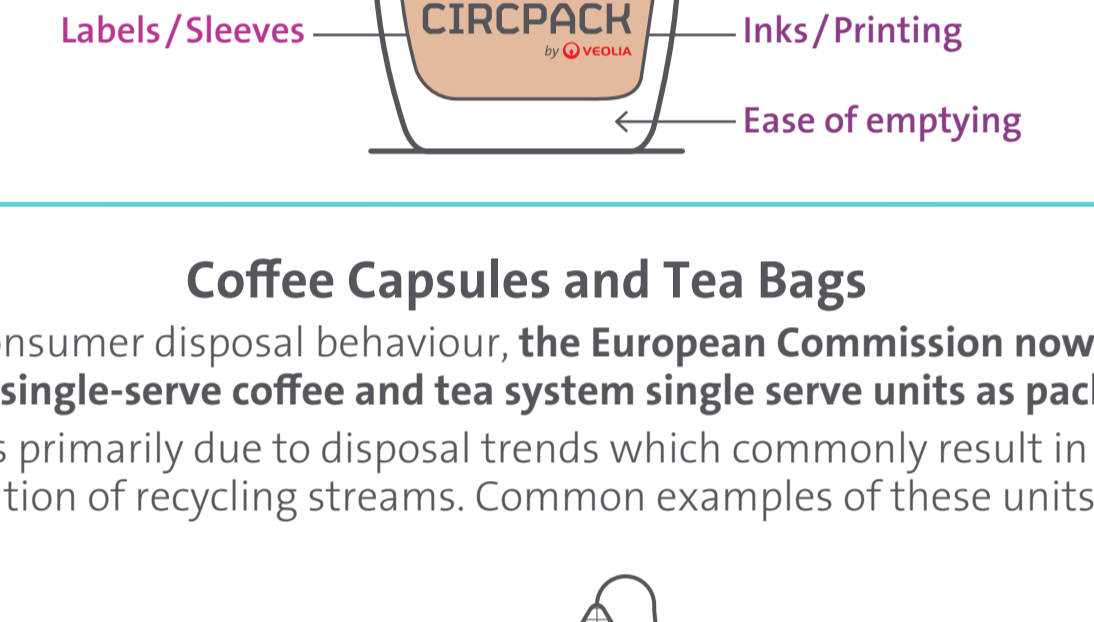 Labels/Sleeves
CIRCPACK
by VEOLIA
Inks/Printing
Ease of emptying
Coffee Capsules and Tea Bags
onsumer disposal behaviour, the European Commission now
single-serve coffee and tea system single serve units as pac
s primarily due to disposal trends which commonly result in
tion of recycling streams. Common examples of these units